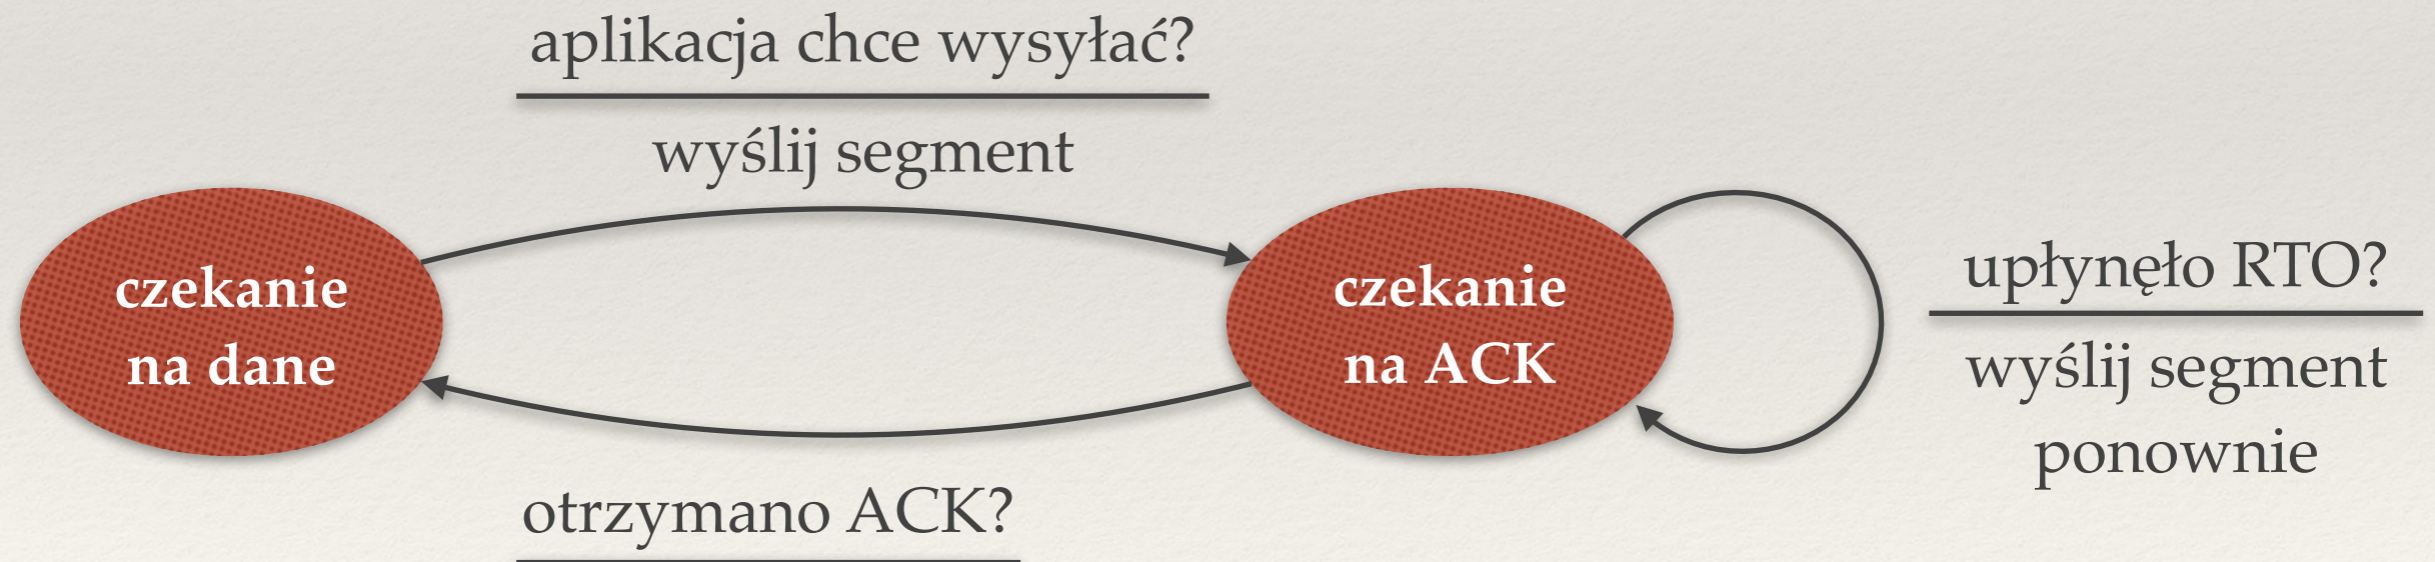 aplikacja chce wysyłać?
wyślij segment
czekanie
na dane
czekanie
na ACK
upłynęło RTO?
wyślij segment
ponownie
otrzymano ACK?